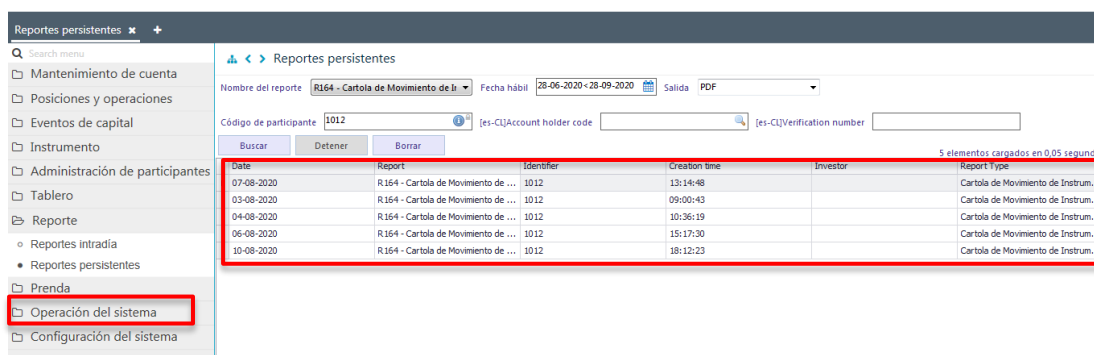 Reportes persistentes × +
Search menu
Mantenimiento de cuenta
Posiciones y operaciones
Eventos de capital
Instrumento
Administración de participantes
Tablero
Reporte
Reportes intradía
Reportes persistentes
Prenda
Operación del sistema
Configuración del sistema
< > Reportes persistentes
Nombre del reporte R164 - Cartola de Movimiento de Ir Fecha hábil 28-06-2020<28-09-2020 Salida PDF
Código de participante 1012 [es-CL]Account holder code [es-CL]Verification number
Buscar Detener Borrar
5 elementos cargados en 0,05 segund
Date Report Identifier Creation time Investor Report Type
07-08-2020 R164 - Cartola de Movimiento de ... 1012 13:14:48 Cartola de Movimiento de Instrum.
03-08-2020 R164 - Cartola de Movimiento de ... 1012 09:00:43 Cartola de Movimiento de Instrum.
04-08-2020 R164 - Cartola de Movimiento de ... 1012 10:36:19 Cartola de Movimiento de Instrum.
06-08-2020 R164 - Cartola de Movimiento de ... 1012 15:17:30 Cartola de Movimiento de Instrum.
10-08-2020 R164 - Cartola de Movimiento de ... 1012 18:12:23 Cartola de Movimiento de Instrum.